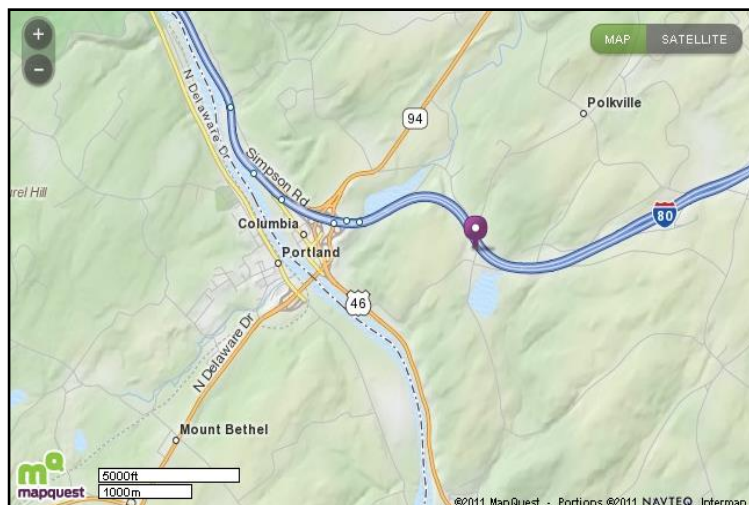 +
MAP
SATELLITE
−
N Delaware Dr
94
Polkville
Simpson Rd
Hill
80
Columbia
Portland
46
N Delaware Dr
Mount Bethel
mq
mapquest
5000ft
1000m
©2011 MapQuest - Portions ©2011 NAVTEQ, Intermap